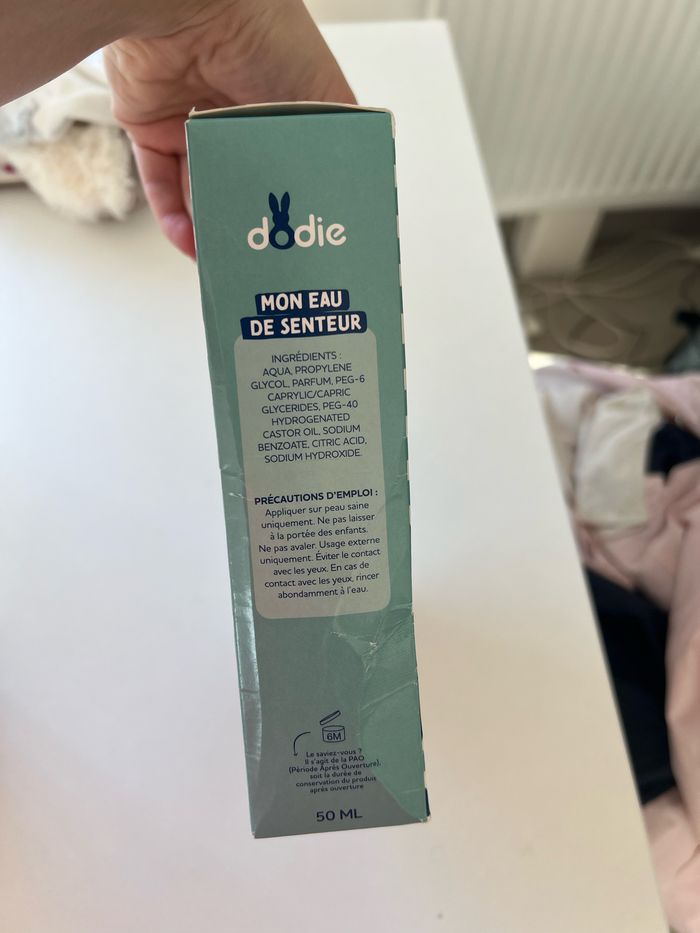 dodie
MON EAU
DE SENTEUR
INGRÉDIENTS :
AQUA, PROPYLENE
GLYCOL, PARFUM, PEG-6
CAPRYLIC/CAPRIC
GLYCERIDES, PEG-40
HYDROGENATED
CASTOR OIL, SODIUM
BENZOATE, CITRIC ACID,
SODIUM HYDROXIDE.
PRÉCAUTIONS D'EMPLOI :
Appliquer sur peau saine
uniquement. Ne pas laisser
à la portée des enfants.
Ne pas avaler. Usage externe
uniquement. Éviter le contact
avec les yeux. En cas de
contact avec les yeux, rincer
abondamment à l'eau.
6M
Le saviez-vous ?
Il s'agit de la PAO
(Période Après Ouverture),
soit la durée de
conservation du produit
après ouverture
50 ML